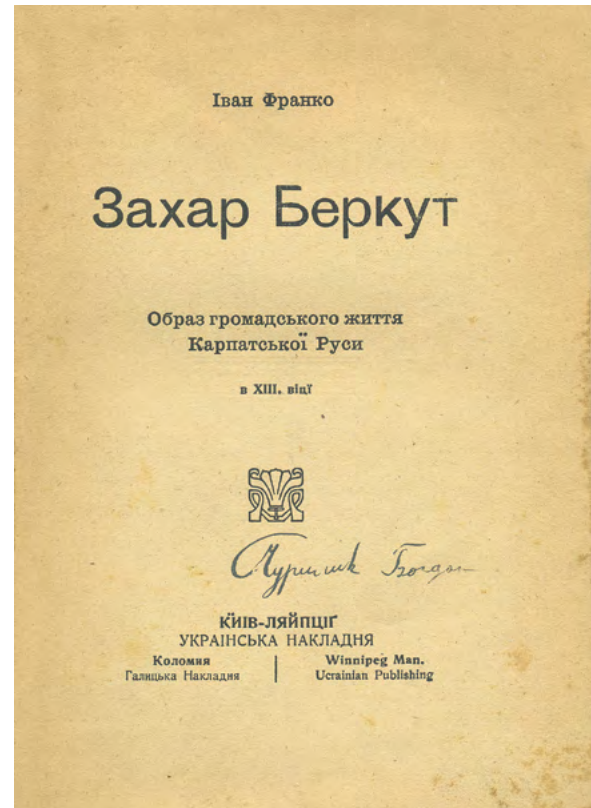 Іван Франко
Захар Беркут
Образ громадського життя
Карпатської Руси
в XIII. віцї
Богдан
КИЇВ-ЛЯЙПЦІҐ
УКРАЇНСЬКА НАКЛАДНЯ
Коломия
Галицька Накладня
Winnipeg Man.
Ucrainian Publishing